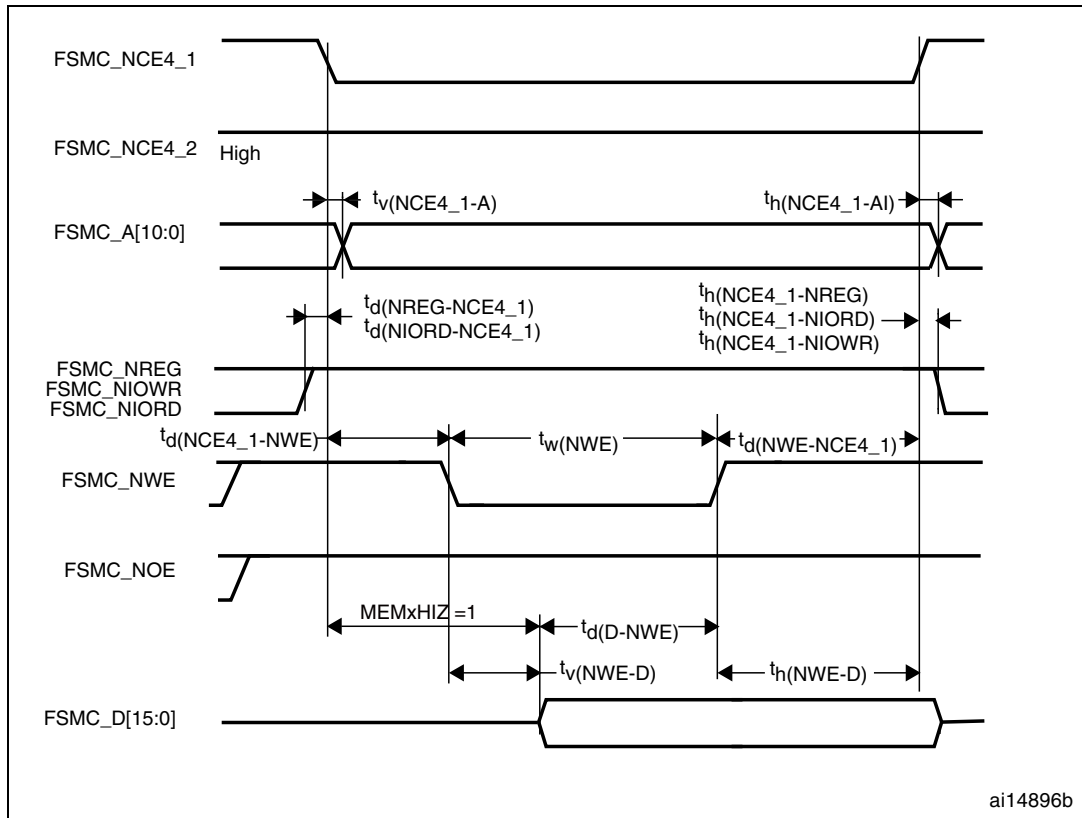 FSMC_NCE4_1
FSMC_NCE4_2 High
tv(NCE4_1-A)
th(NCE4_1-AI)
FSMC_A[10:0]
td(NREG-NCE4_1)
td(NIORD-NCE4_1)
th(NCE4_1-NREG)
th(NCE4_1-NIORD)
th(NCE4_1-NIOWR)
FSMC_NREG
FSMC_NIOWR
FSMC_NIORD
td(NCE4_1-NWE)
tw(NWE)
td(NWE-NCE4_1)
FSMC_NWE
FSMC_NOE
MEMxHIZ =1
td(D-NWE)
tv(NWE-D)
th(NWE-D)
FSMC_D[15:0]
ai14896b